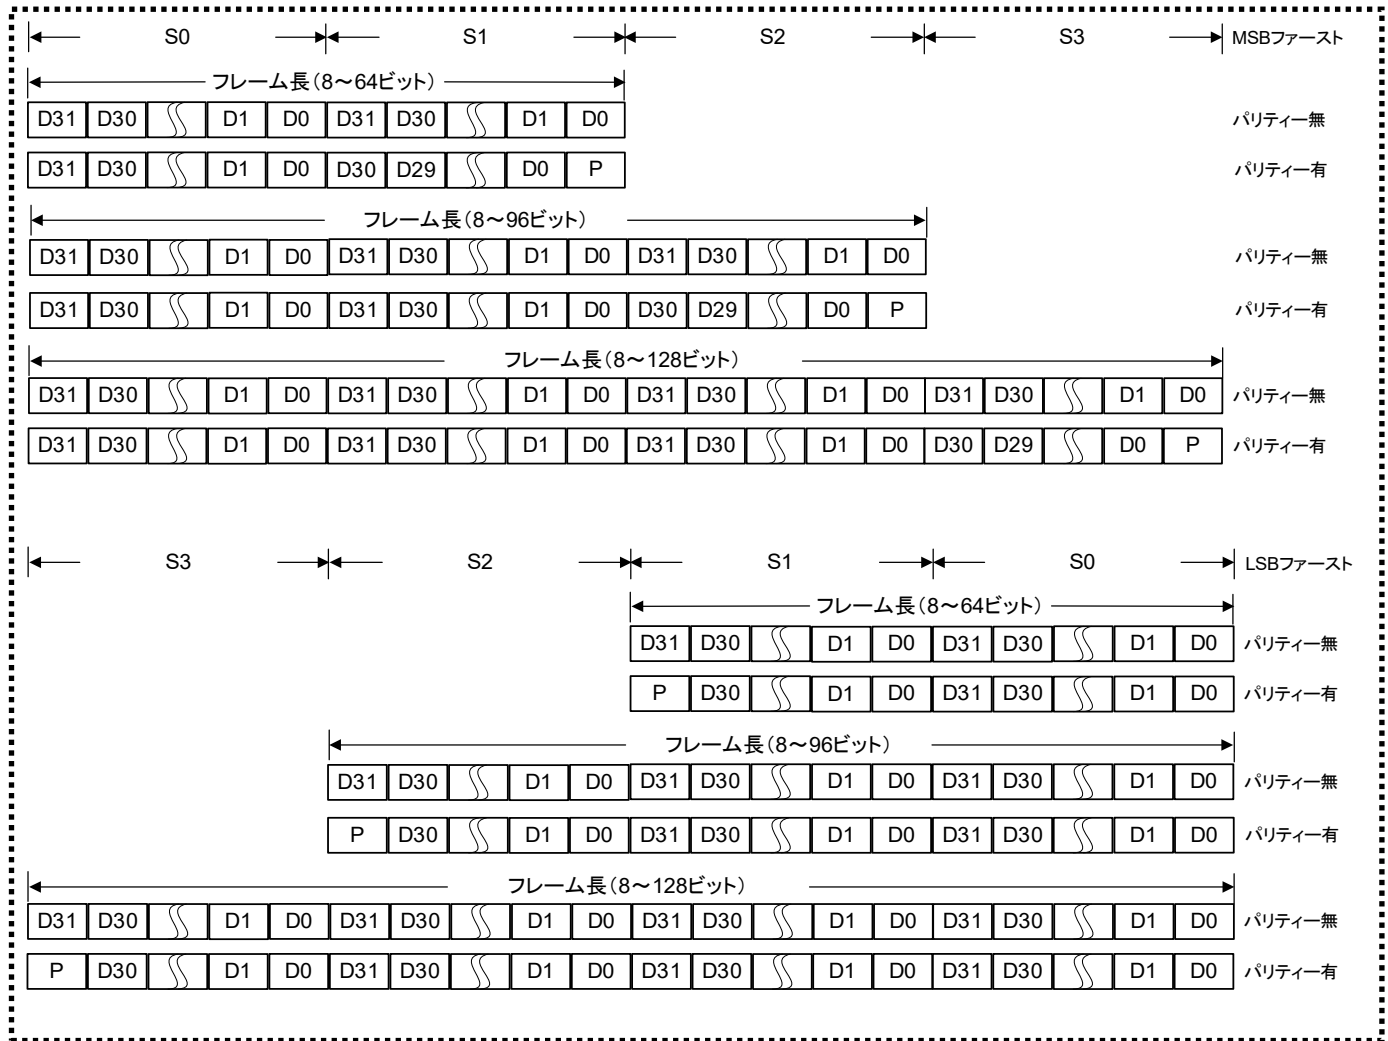 S0 S1 S2 S3 MSBファースト
フレーム長(8～64ビット)
D31 D30 D1 D0 D31 D30 D1 D0 パリティー無
D31 D30 D1 D0 D30 D29 D0 P パリティー有
フレーム長(8～96ビット)
D31 D30 D1 D0 D31 D30 D1 D0 D31 D30 D1 D0 パリティー無
D31 D30 D1 D0 D31 D30 D1 D0 D30 D29 D0 P パリティー有
フレーム長(8～128ビット)
D31 D30 D1 D0 D31 D30 D1 D0 D31 D30 D1 D0 D31 D30 D1 D0 パリティー無
D31 D30 D1 D0 D31 D30 D1 D0 D31 D30 D1 D0 D30 D29 D0 P パリティー有
S3 S2 S1 S0 LSBファースト
フレーム長(8～64ビット)
D31 D30 D1 D0 D31 D30 D1 D0 パリティー無
P D30 D1 D0 D31 D30 D1 D0 パリティー有
フレーム長(8～96ビット)
D31 D30 D1 D0 D31 D30 D1 D0 D31 D30 D1 D0 パリティー無
P D30 D1 D0 D31 D30 D1 D0 D31 D30 D1 D0 パリティー有
フレーム長(8～128ビット)
D31 D30 D1 D0 D31 D30 D1 D0 D31 D30 D1 D0 D31 D30 D1 D0 パリティー無
P D30 D1 D0 D31 D30 D1 D0 D31 D30 D1 D0 D31 D30 D1 D0 パリティー有